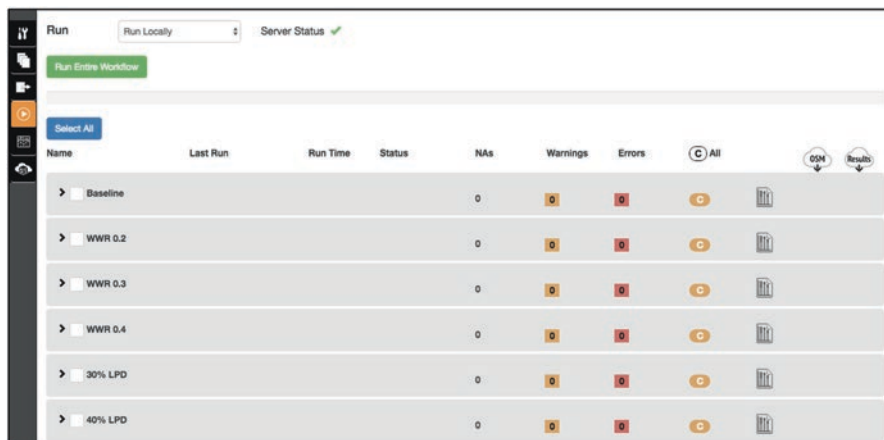 Run Run Locally Server Status
Run Entire Workflow
Select All
Name Last Run Run Time Status NAs Warnings Errors C All OSM Results
Baseline 0 0 0 C
WWR 0.2 0 0 0 C
WWR 0.3 0 0 0 C
WWR 0.4 0 0 0 C
30% LPD 0 0 0 C
40% LPD 0 0 0 C